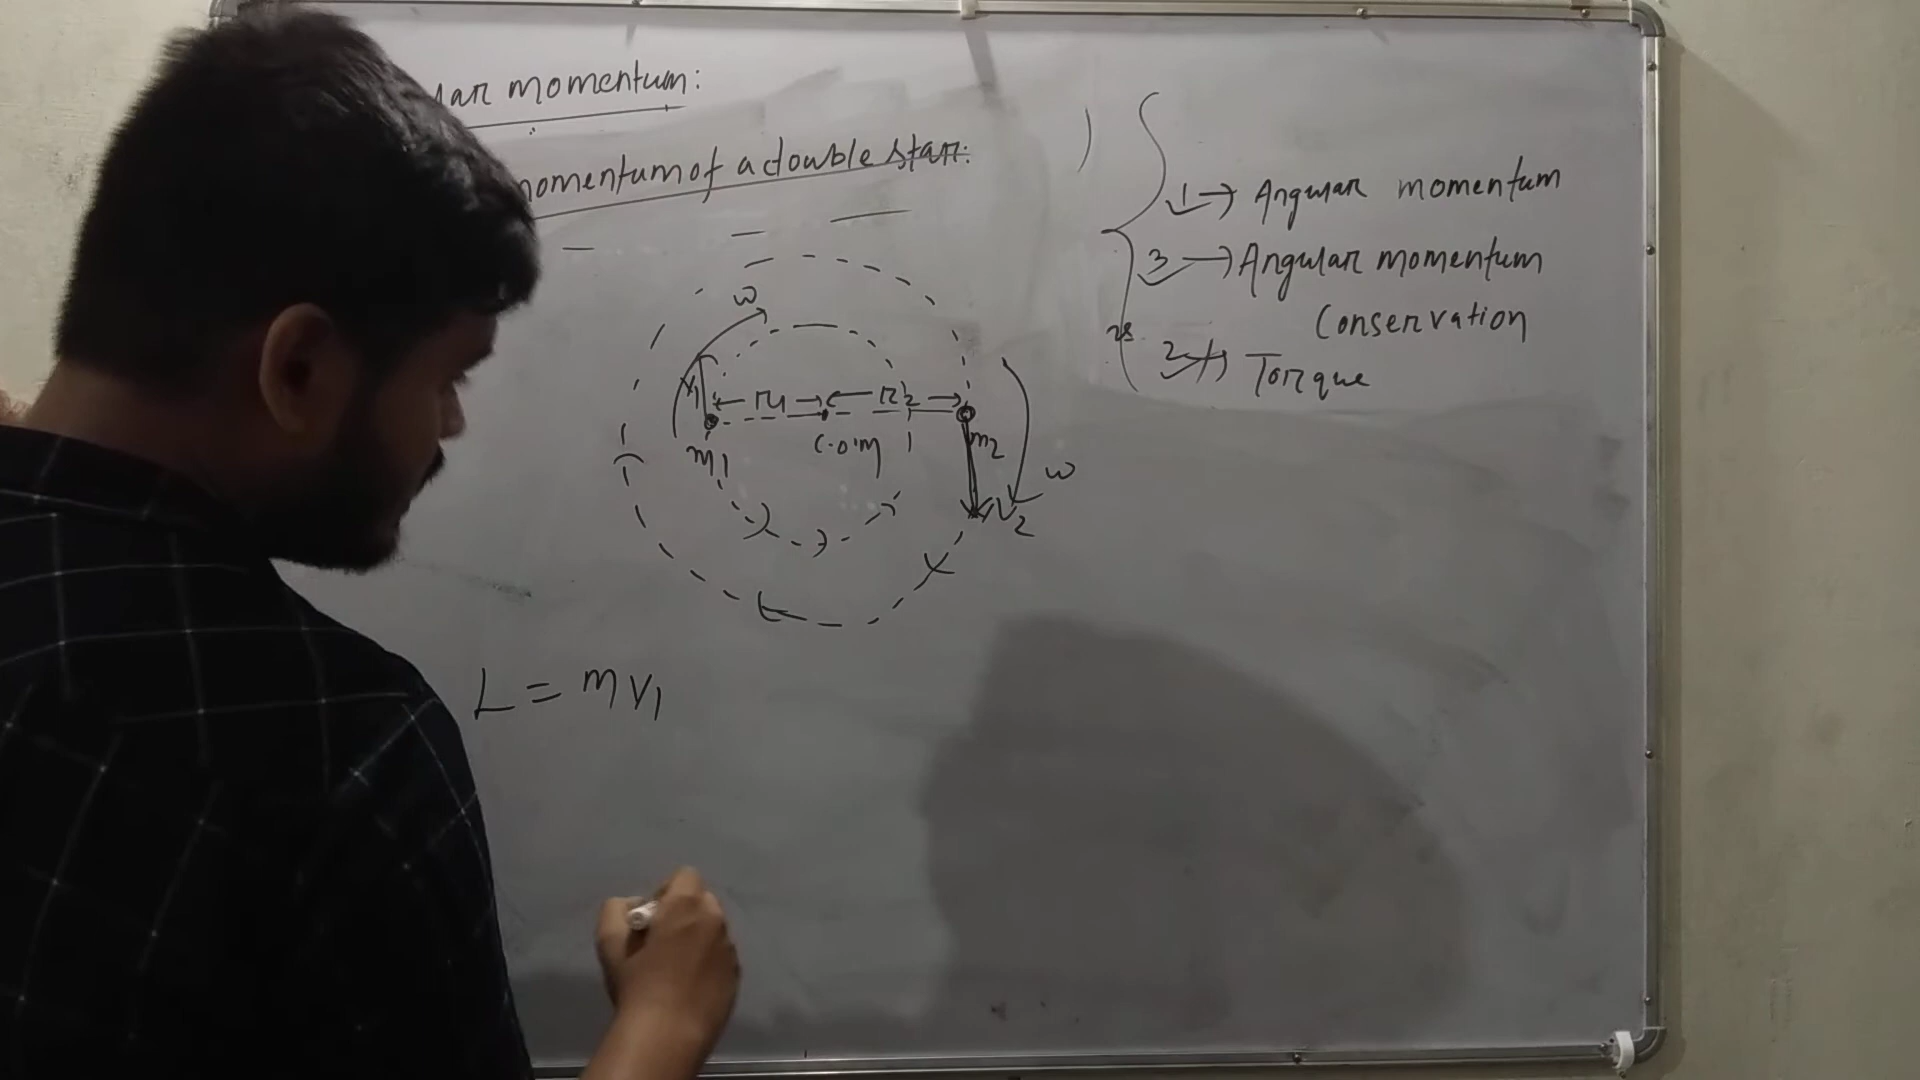 lar momentum:
momentum of a double star:
1 → Angular momentum
3 → Angular momentum
Conservation
2 → Torque
ω
v1
r1
r2
m1
C.O.M
m2
ω
v2
L = m v1